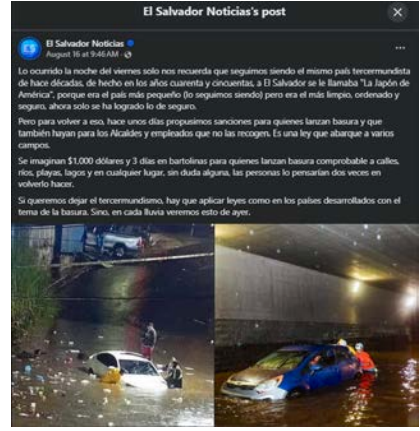 El Salvador Noticias's post
El Salvador Noticias
August 16 at 9:46 AM ·
Lo ocurrido la noche del viernes solo nos recuerda que seguimos siendo el mismo país tercermundista
de hace décadas, de hecho en los años cuarenta y cincuentas, a El Salvador se le llamaba "La Japón de
América", porque era el país más pequeño (lo seguimos siendo) pero era el más limpio, ordenado y
seguro, ahora solo se ha logrado lo de seguro.
Pero para volver a eso, hace unos días propusimos sanciones para quienes lanzan basura y que
también hayan para los Alcaldes y empleados que no las recogen. Es una ley que abarque a varios
campos.
Se imaginan $1,000 dólares y 3 días en bartolinas para quienes lanzan basura comprobable a calles,
ríos, playas, lagos y en cualquier lugar, sin duda alguna, las personas lo pensarían dos veces en
volverlo hacer.
Si queremos dejar el tercermundismo, hay que aplicar leyes como en los países desarrollados con el
tema de la basura. Sino, en cada lluvia veremos esto de ayer.